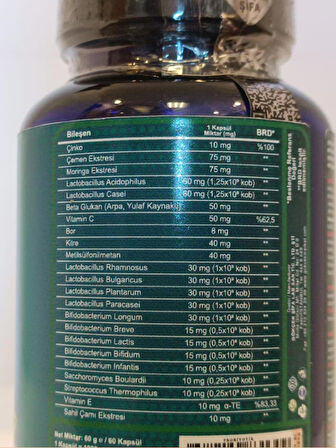 ŞİFA
Bileşen 1 Kapsül Miktar (mg) BRD*
Çinko 10 mg %100
Çemen Ekstresi 75 mg **
Moringa Ekstresi 75 mg **
Lactobacillus Acidophilus 60 mg (1,25x10⁹ kob) **
Lactobacillus Casei 60 mg (1,25x10⁹ kob) **
Beta Glukan (Arpa, Yulaf Kaynaklı) 50 mg **
Vitamin C 50 mg %62,5
Bor 6 mg **
Kitre 40 mg **
Metilsülfonilmetan 40 mg **
Lactobacillus Rhamnosus 30 mg (1x10⁹ kob) **
Lactobacillus Bulgaricus 30 mg (1x10⁹ kob) **
Lactobacillus Plantarum 30 mg (1x10⁹ kob) **
Lactobacillus Paracasei 30 mg (1x10⁹ kob) **
Bifidobacterium Longum 30 mg (1x10⁹ kob) **
Bifidobacterium Brevo 15 mg (0,5x10⁹ kob) **
Bifidobacterium Lactis 15 mg (0,5x10⁹ kob) **
Bifidobacterium Bifidum 15 mg (0,5x10⁹ kob) **
Bifidobacterium Infantis 15 mg (0,5x10⁹ kob) **
Saccharomyces Boulardii 10 mg (0,25x10⁹ kob) **
Streptococcus Thermophilus 10 mg (0,25x10⁹ kob) **
Vitamin E 10 mg α-TE %83,33
Sahi Çamı Ekstresi 10 mg **
Net Miktar: 60 g e / 60 Kapsül
*Beslenme Referans